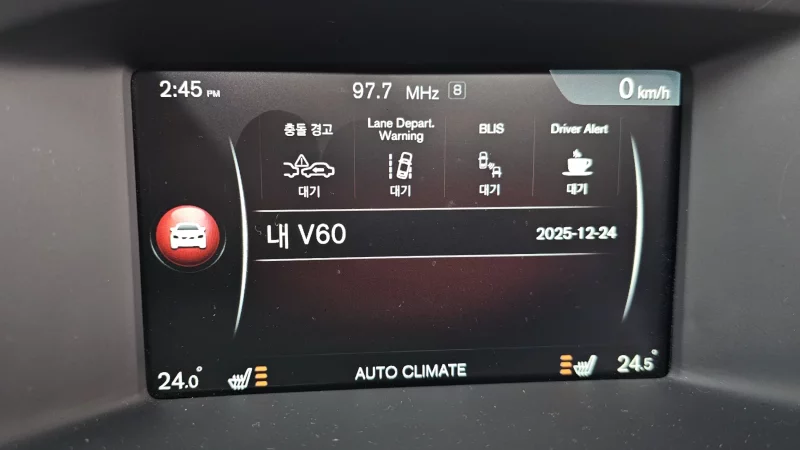 2:45 PM 97.7 MHz 8 0 km/h
충돌 경고 Lane Depart. Warning BLIS Driver Alert
대기 대기 대기 대기
내 V60 2025-12-24
24.0° AUTO CLIMATE 24.5°